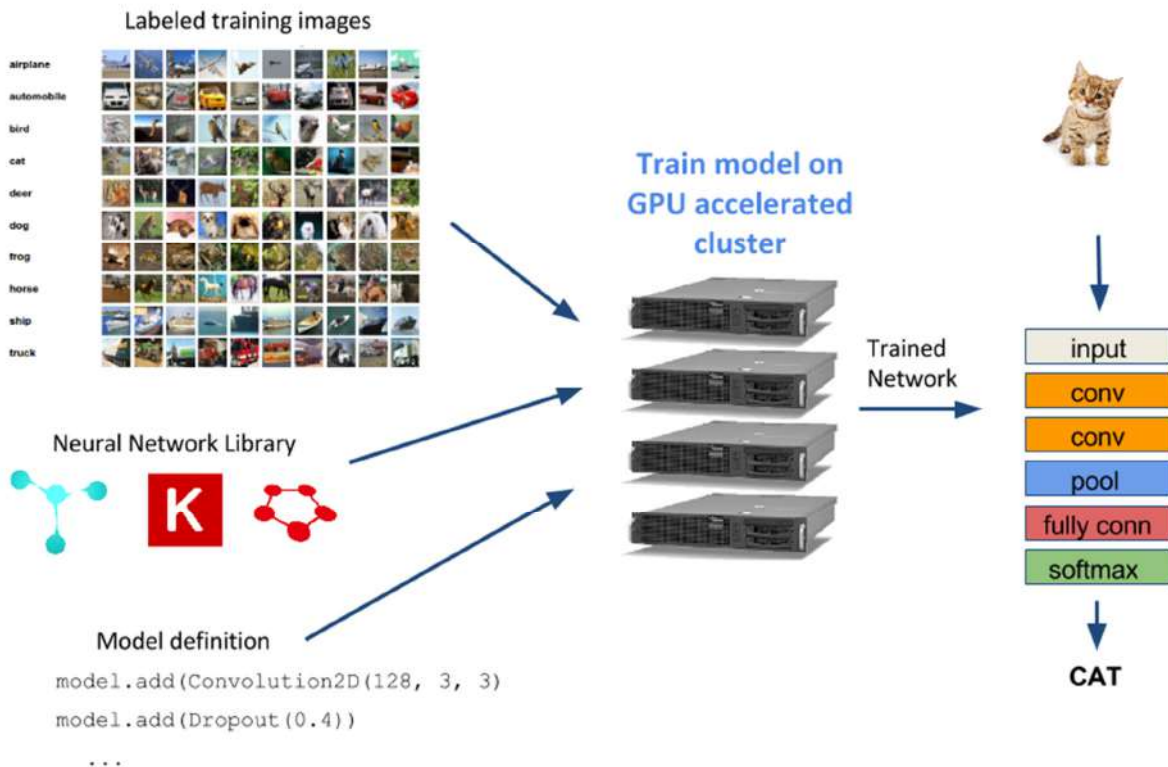 Labeled training images
airplane
automobile
bird
cat
deer
dog
frog
horse
ship
truck
Neural Network Library
K
Model definition
model.add(Convolution2D(128, 3, 3)
model.add(Dropout(0.4))
...
Train model on
GPU accelerated
cluster
Trained
Network
input
conv
conv
pool
fully conn
softmax
CAT